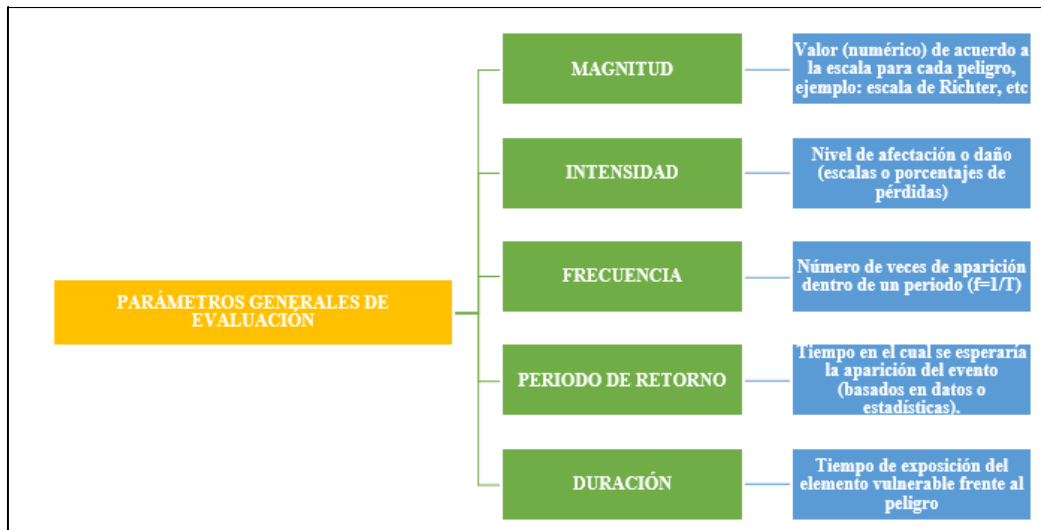 PARÁMETROS GENERALES DE
EVALUACIÓN
MAGNITUD
Valor (numérico) de acuerdo a
la escala para cada peligro,
ejemplo: escala de Richter, etc
INTENSIDAD
Nivel de afectación o daño
(escalas o porcentajes de
pérdidas)
FRECUENCIA
Número de veces de aparición
dentro de un periodo (f=1/T)
PERIODO DE RETORNO
Tiempo en el cual se esperaría
la aparición del evento
(basados en datos o
estadísticas).
DURACIÓN
Tiempo de exposición del
elemento vulnerable frente al
peligro